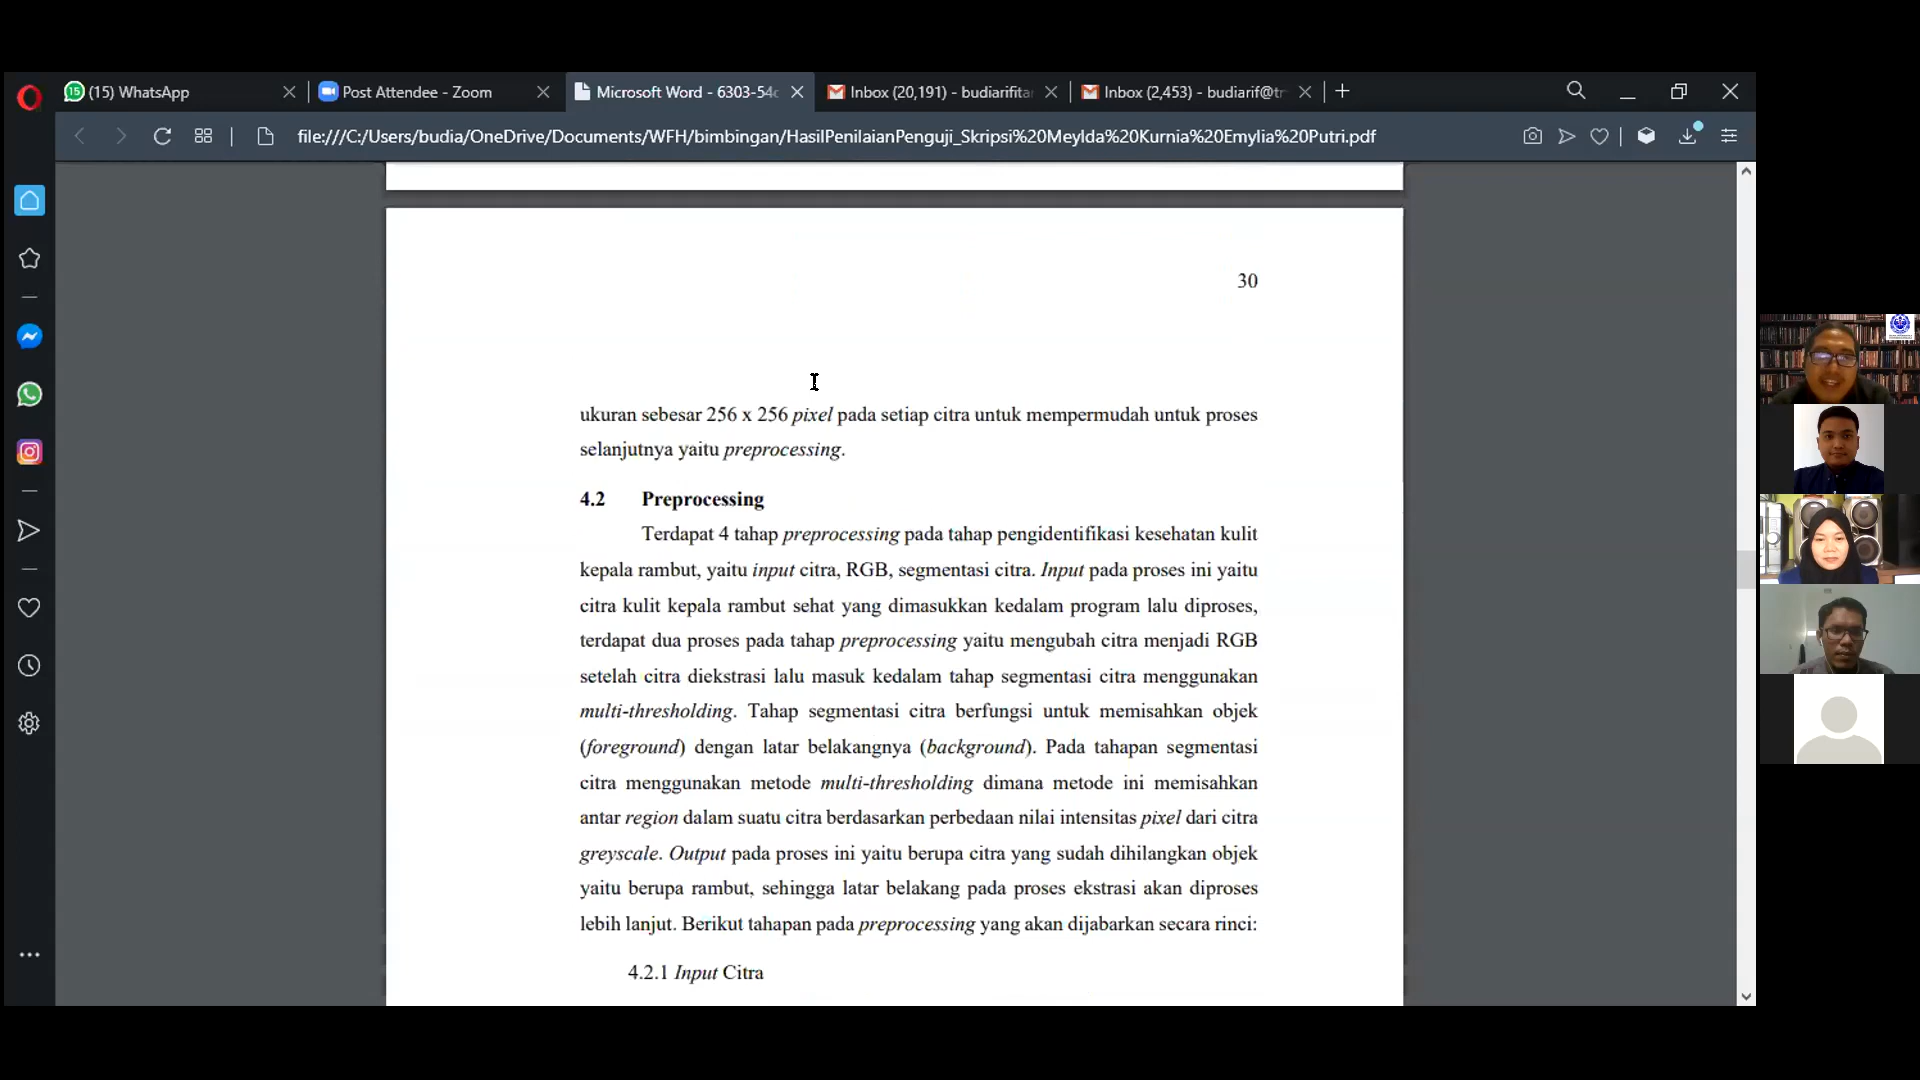 (15) WhatsApp
Post Attendee - Zoom
Microsoft Word - 6303-54
Inbox (20,191) - budiarifita
Inbox (2,453) - budiarif@tr
file:///C:/Users/budia/OneDrive/Documents/WFH/bimbingan/HasilPenilaianPenguji_Skripsi%20Meylda%20Kurnia%20Emylia%20Putri.pdf
30
ukuran sebesar 256 x 256 pixel pada setiap citra untuk mempermudah untuk proses
selanjutnya yaitu preprocessing.
4.2 Preprocessing
Terdapat 4 tahap preprocessing pada tahap pengidentifikasi kesehatan kulit
kepala rambut, yaitu input citra, RGB, segmentasi citra. Input pada proses ini yaitu
citra kulit kepala rambut sehat yang dimasukkan kedalam program lalu diproses,
terdapat dua proses pada tahap preprocessing yaitu mengubah citra menjadi RGB
setelah citra diekstrasi lalu masuk kedalam tahap segmentasi citra menggunakan
multi-thresholding. Tahap segmentasi citra berfungsi untuk memisahkan objek
(foreground) dengan latar belakangnya (background). Pada tahapan segmentasi
citra menggunakan metode multi-thresholding dimana metode ini memisahkan
antar region dalam suatu citra berdasarkan perbedaan nilai intensitas pixel dari citra
greyscale. Output pada proses ini yaitu berupa citra yang sudah dihilangkan objek
yaitu berupa rambut, sehingga latar belakang pada proses ekstrasi akan diproses
lebih lanjut. Berikut tahapan pada preprocessing yang akan dijabarkan secara rinci:
4.2.1 Input Citra